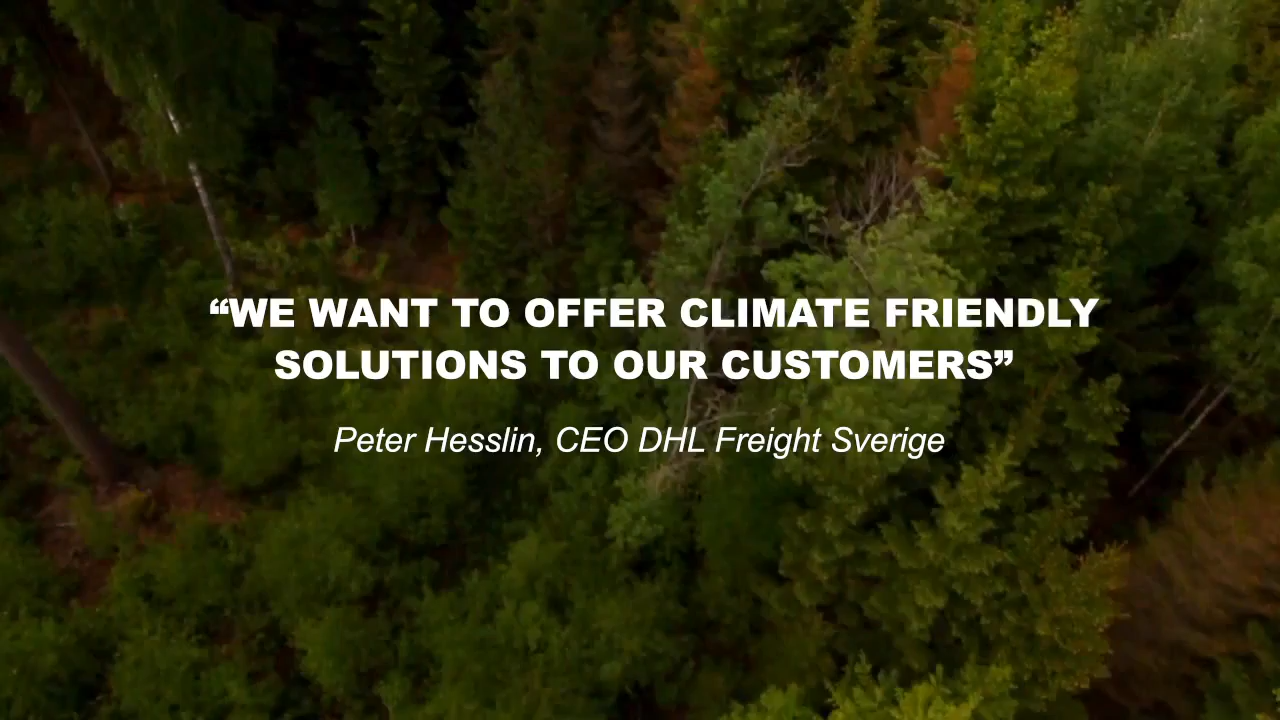 “WE WANT TO OFFER CLIMATE FRIENDLY
SOLUTIONS TO OUR CUSTOMERS”
Peter Hesslin, CEO DHL Freight Sverige